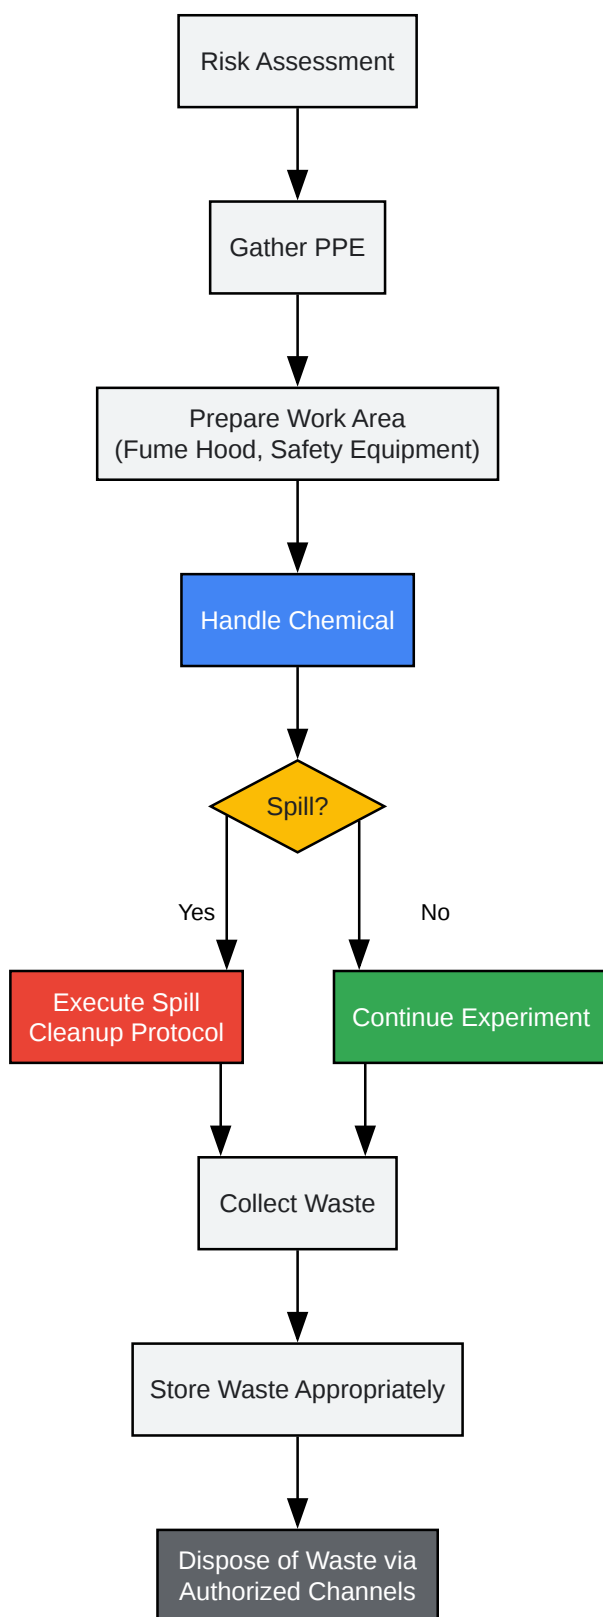 Risk Assessment
Gather PPE
Prepare Work Area
(Fume Hood, Safety Equipment)
Handle Chemical
Spill?
Yes
No
Execute Spill
Cleanup Protocol
Continue Experiment
Collect Waste
Store Waste Appropriately
Dispose of Waste via
Authorized Channels